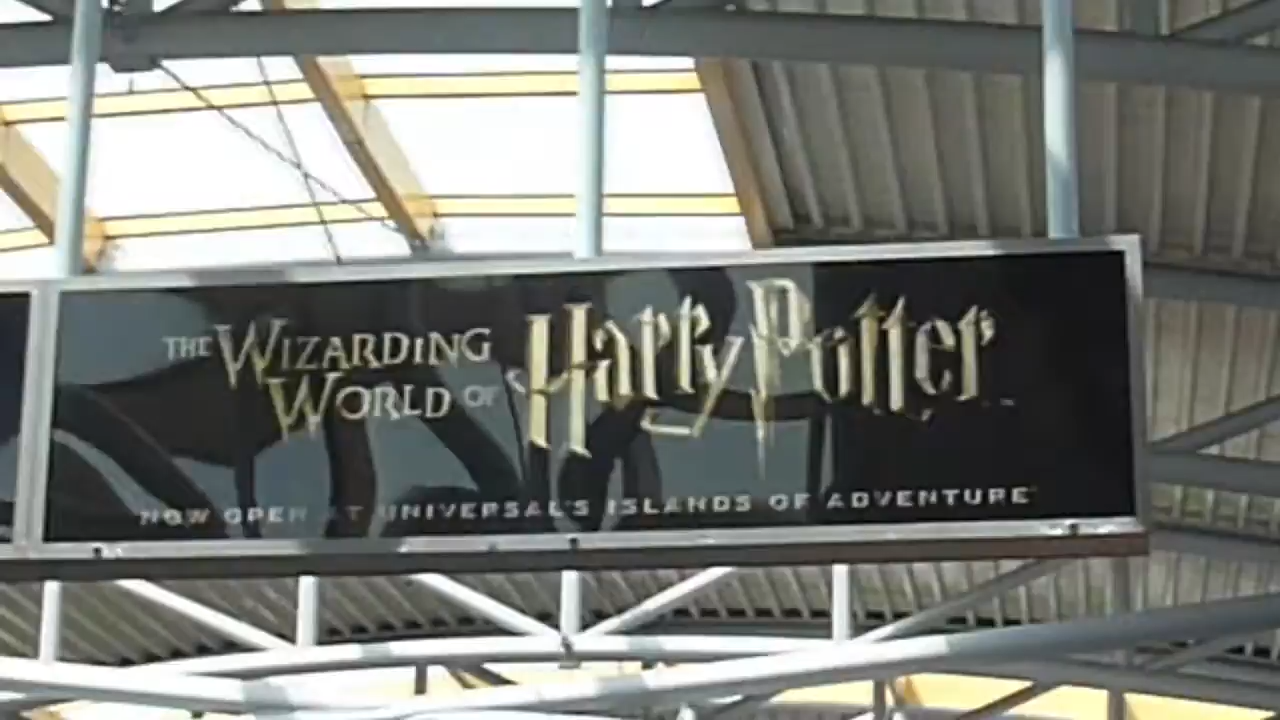 THE WIZARDING
WORLD OF
Harry Potter
NOW OPEN AT UNIVERSAL'S ISLANDS OF ADVENTURE